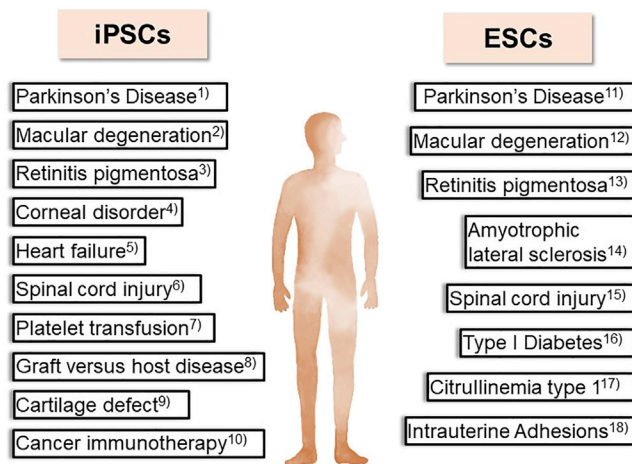 iPSCs
Parkinson's Disease1)
Macular degeneration2)
Retinitis pigmentosa3)
Corneal disorder4)
Heart failure5)
Spinal cord injury6)
Platelet transfusion7)
Graft versus host disease8)
Cartilage defect9)
Cancer immunotherapy10)
ESCs
Parkinson's Disease11)
Macular degeneration12)
Retinitis pigmentosa13)
Amyotrophic
lateral sclerosis14)
Spinal cord injury15)
Type I Diabetes16)
Citrullinemia type 117)
Intrauterine Adhesions18)